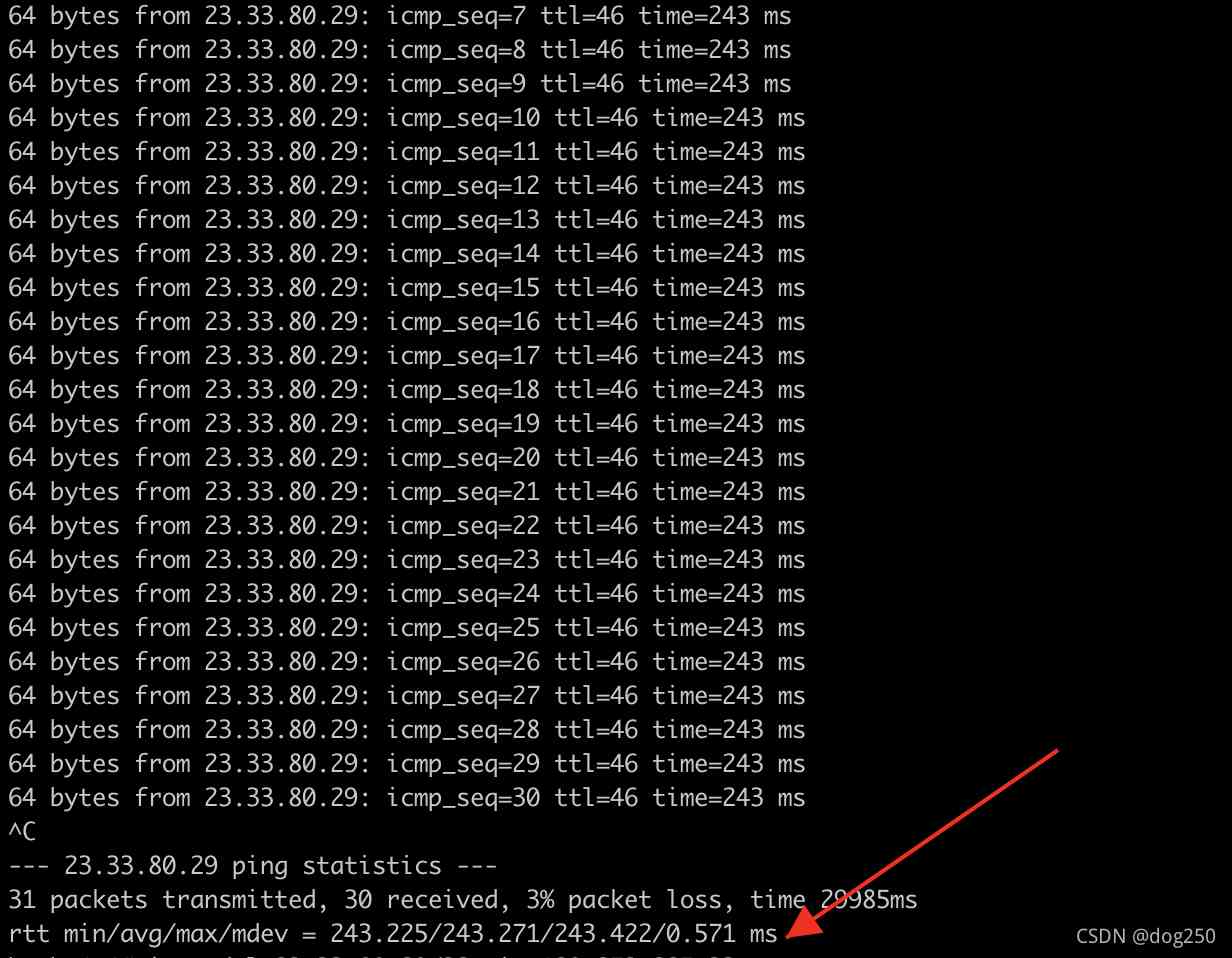 64 bytes from 23.33.80.29: icmp_seq=7 ttl=46 time=243 ms
64 bytes from 23.33.80.29: icmp_seq=8 ttl=46 time=243 ms
64 bytes from 23.33.80.29: icmp_seq=9 ttl=46 time=243 ms
64 bytes from 23.33.80.29: icmp_seq=10 ttl=46 time=243 ms
64 bytes from 23.33.80.29: icmp_seq=11 ttl=46 time=243 ms
64 bytes from 23.33.80.29: icmp_seq=12 ttl=46 time=243 ms
64 bytes from 23.33.80.29: icmp_seq=13 ttl=46 time=243 ms
64 bytes from 23.33.80.29: icmp_seq=14 ttl=46 time=243 ms
64 bytes from 23.33.80.29: icmp_seq=15 ttl=46 time=243 ms
64 bytes from 23.33.80.29: icmp_seq=16 ttl=46 time=243 ms
64 bytes from 23.33.80.29: icmp_seq=17 ttl=46 time=243 ms
64 bytes from 23.33.80.29: icmp_seq=18 ttl=46 time=243 ms
64 bytes from 23.33.80.29: icmp_seq=19 ttl=46 time=243 ms
64 bytes from 23.33.80.29: icmp_seq=20 ttl=46 time=243 ms
64 bytes from 23.33.80.29: icmp_seq=21 ttl=46 time=243 ms
64 bytes from 23.33.80.29: icmp_seq=22 ttl=46 time=243 ms
64 bytes from 23.33.80.29: icmp_seq=23 ttl=46 time=243 ms
64 bytes from 23.33.80.29: icmp_seq=24 ttl=46 time=243 ms
64 bytes from 23.33.80.29: icmp_seq=25 ttl=46 time=243 ms
64 bytes from 23.33.80.29: icmp_seq=26 ttl=46 time=243 ms
64 bytes from 23.33.80.29: icmp_seq=27 ttl=46 time=243 ms
64 bytes from 23.33.80.29: icmp_seq=28 ttl=46 time=243 ms
64 bytes from 23.33.80.29: icmp_seq=29 ttl=46 time=243 ms
64 bytes from 23.33.80.29: icmp_seq=30 ttl=46 time=243 ms
^C
--- 23.33.80.29 ping statistics ---
31 packets transmitted, 30 received, 3% packet loss, time 29985ms
rtt min/avg/max/mdev = 243.225/243.271/243.422/0.571 ms
CSDN @dog250